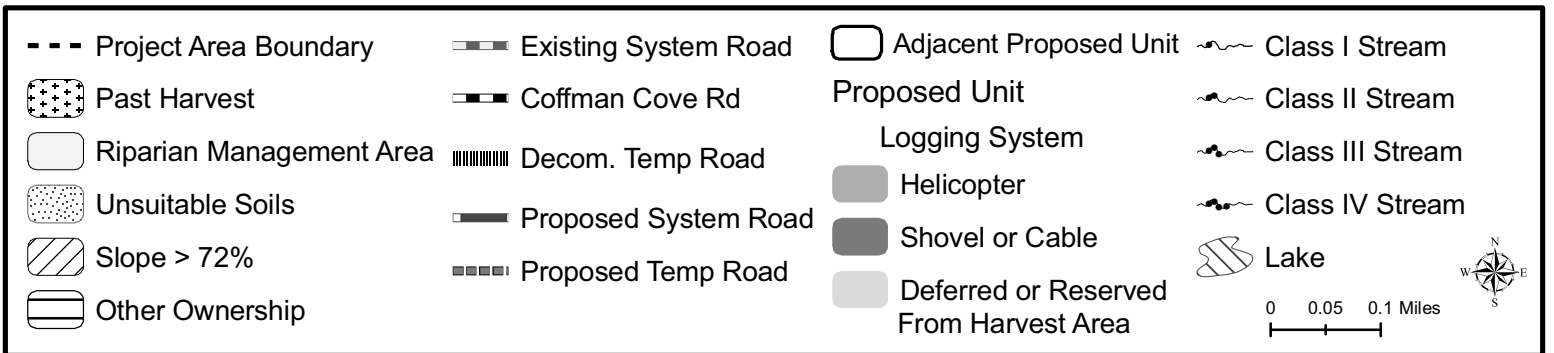 Project Area Boundary
Past Harvest
Riparian Management Area
Unsuitable Soils
Slope > 72%
Other Ownership
Existing System Road
Coffman Cove Rd
Decom. Temp Road
Proposed System Road
Proposed Temp Road
Adjacent Proposed Unit
Proposed Unit
Logging System
Helicopter
Shovel or Cable
Deferred or Reserved
From Harvest Area
Class I Stream
Class II Stream
Class III Stream
Class IV Stream
Lake
N
W E
S
0 0.05 0.1 Miles